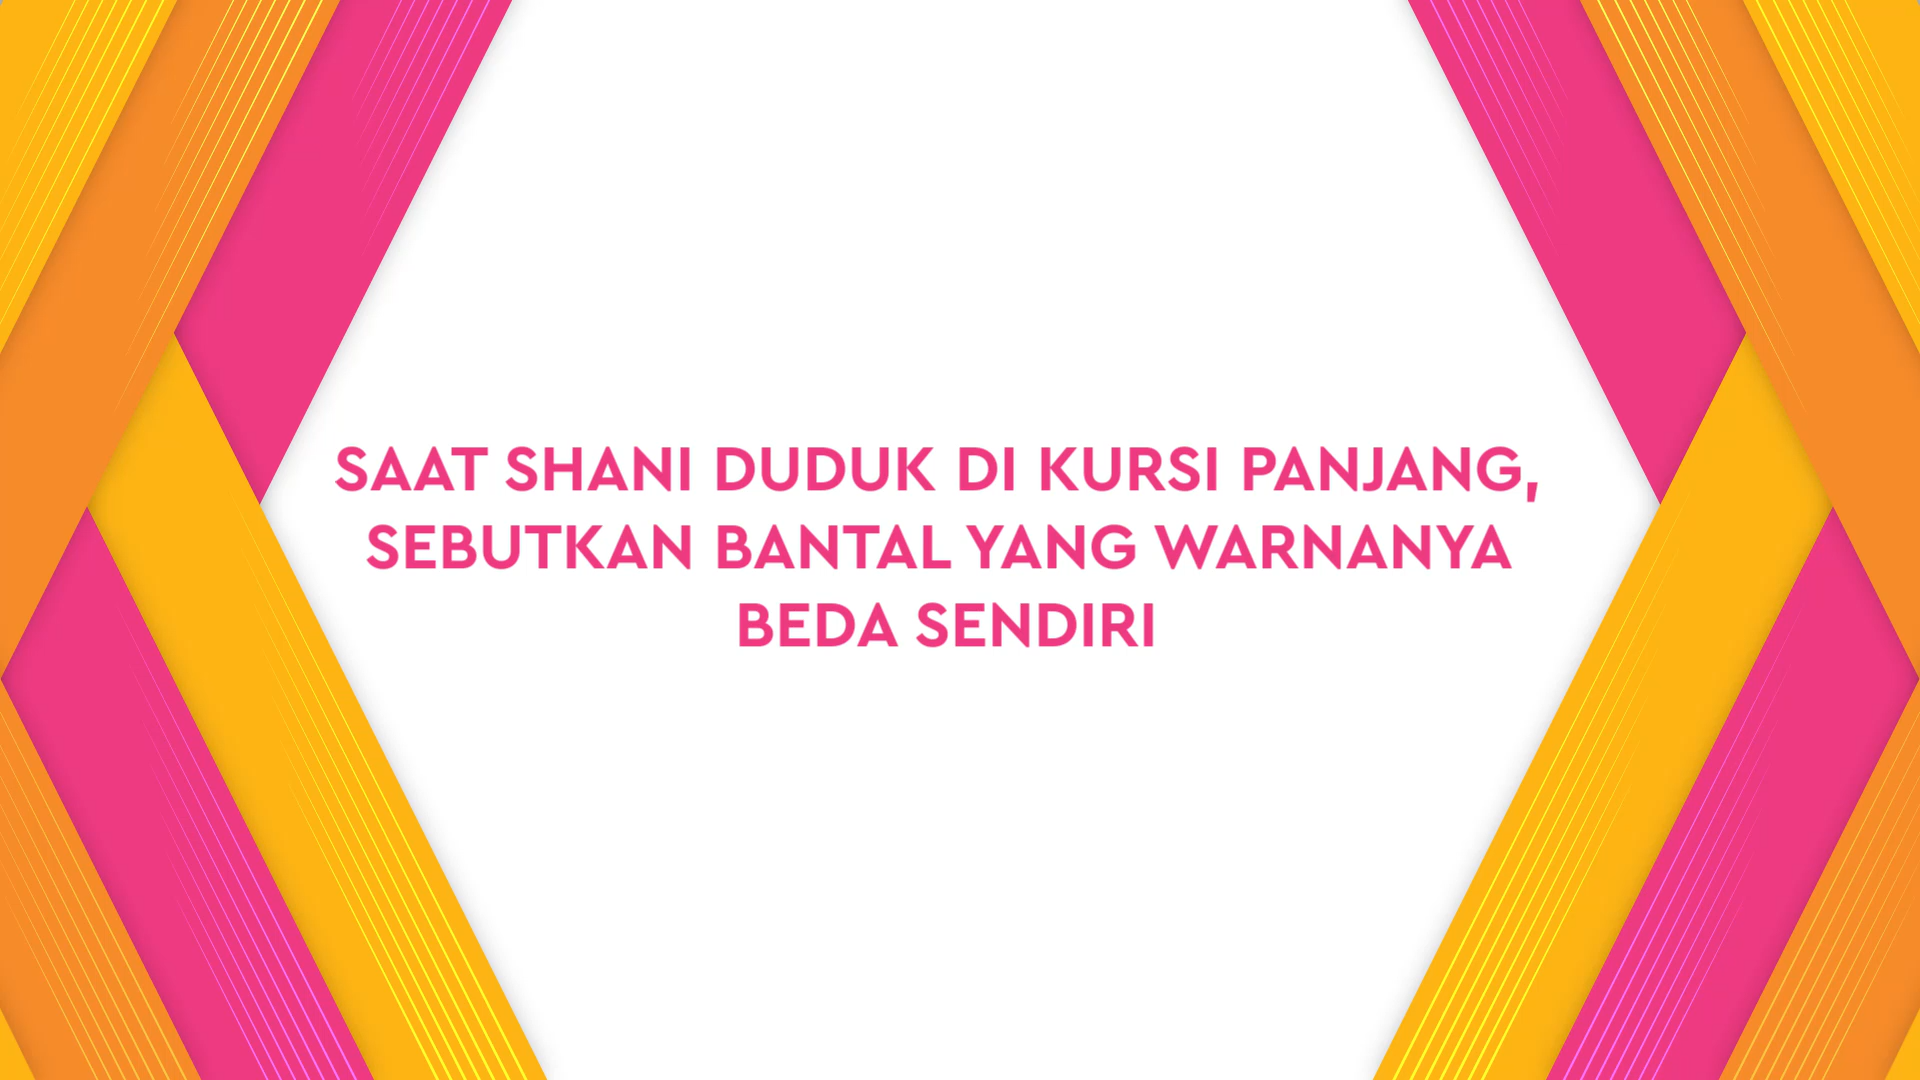 SAAT SHANI DUDUK DI KURSI PANJANG,
SEBUTKAN BANTAL YANG WARNANYA
BEDA SENDIRI